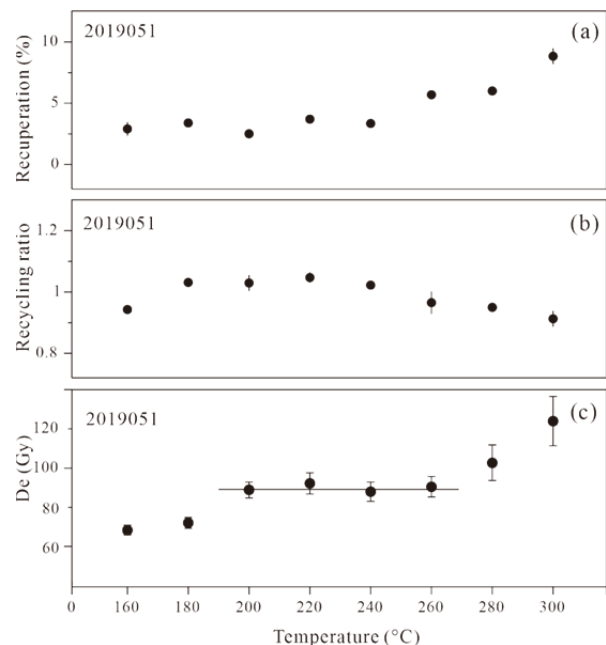 2019051
(a)
Recuperation (%)
10
5
0
2019051
(b)
Recycling ratio
1.2
1
0.8
2019051
(c)
De (Gy)
120
100
80
60
0 160 180 200 220 240 260 280 300
Temperature (°C)